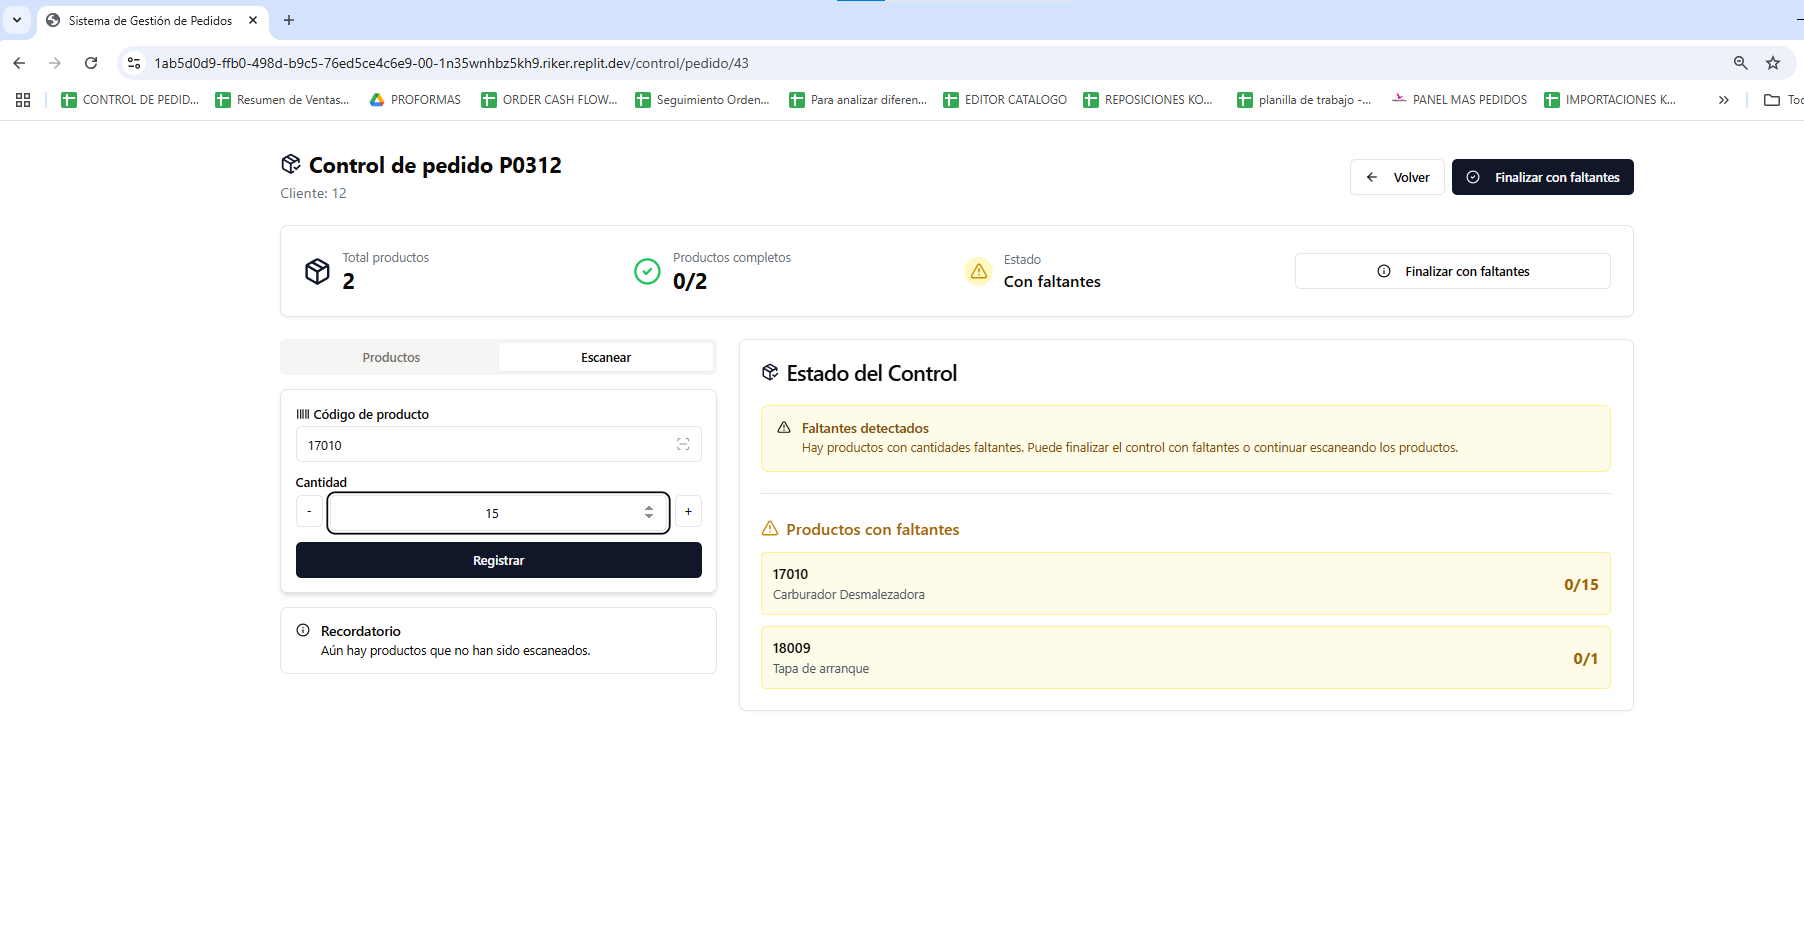 Sistema de Gestión de Pedidos
1ab5d0d9-ffb0-498d-b9c5-76ed5ce4c6e9-00-1n35wnhbz5kh9.riker.replit.dev/control/pedido/43
CONTROL DE PEDID...
Resumen de Ventas...
PROFORMAS
ORDER CASH FLOW...
Seguimiento Orden...
Para analizar diferen...
EDITOR CATALOGO
REPOSICIONES KO...
planilla de trabajo -...
PANEL MAS PEDIDOS
IMPORTACIONES K...
Toc
Control de pedido P0312
Cliente: 12
Volver
Finalizar con faltantes
Total productos
2
Productos completos
0/2
Estado
Con faltantes
Finalizar con faltantes
Productos
Escanear
Código de producto
17010
Cantidad
-
15
+
Registrar
Recordatorio
Aún hay productos que no han sido escaneados.
Estado del Control
Faltantes detectados
Hay productos con cantidades faltantes. Puede finalizar el control con faltantes o continuar escaneando los productos.
Productos con faltantes
17010
Carburador Desmalezadora
0/15
18009
Tapa de arranque
0/1